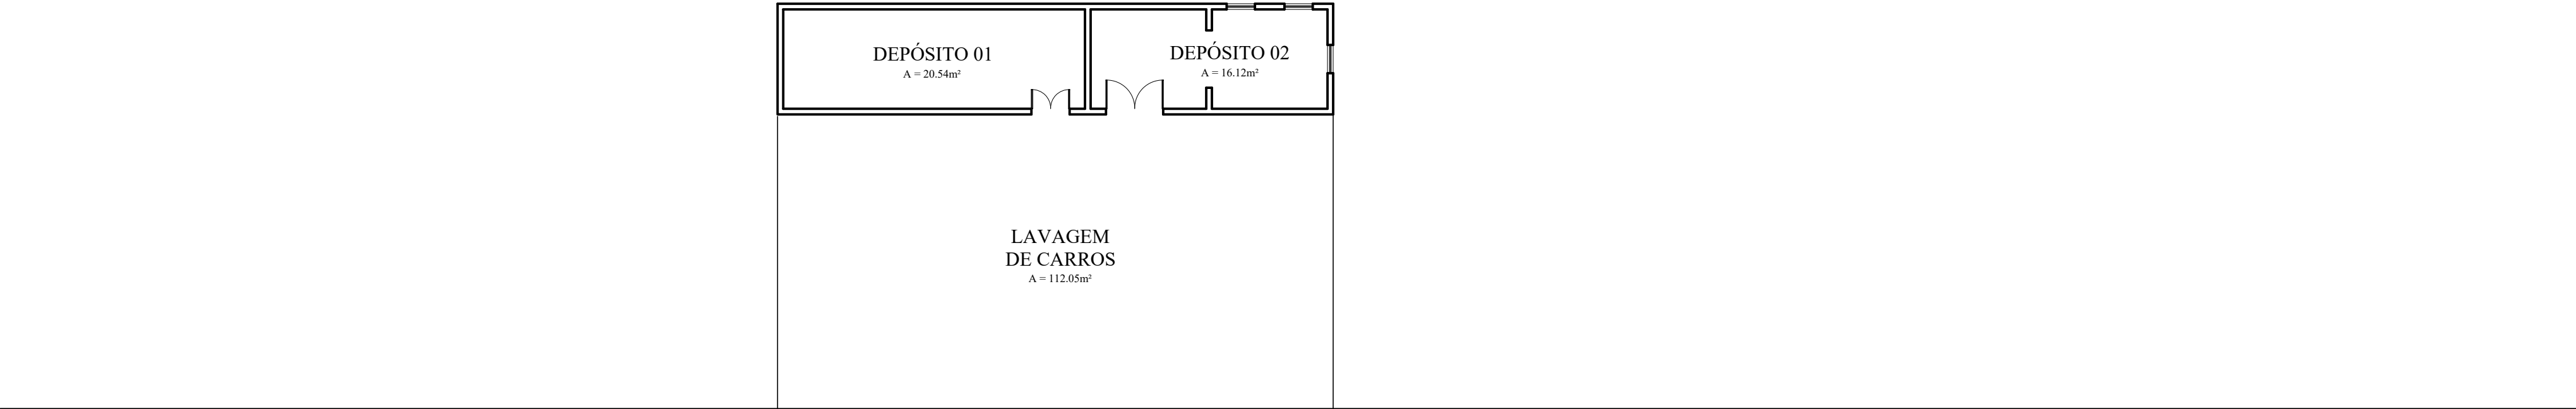 DEPÓSITO 01
A = 20.54m²
DEPÓSITO 02
A = 16.12m²
LAVAGEM
DE CARROS
A = 112.05m²